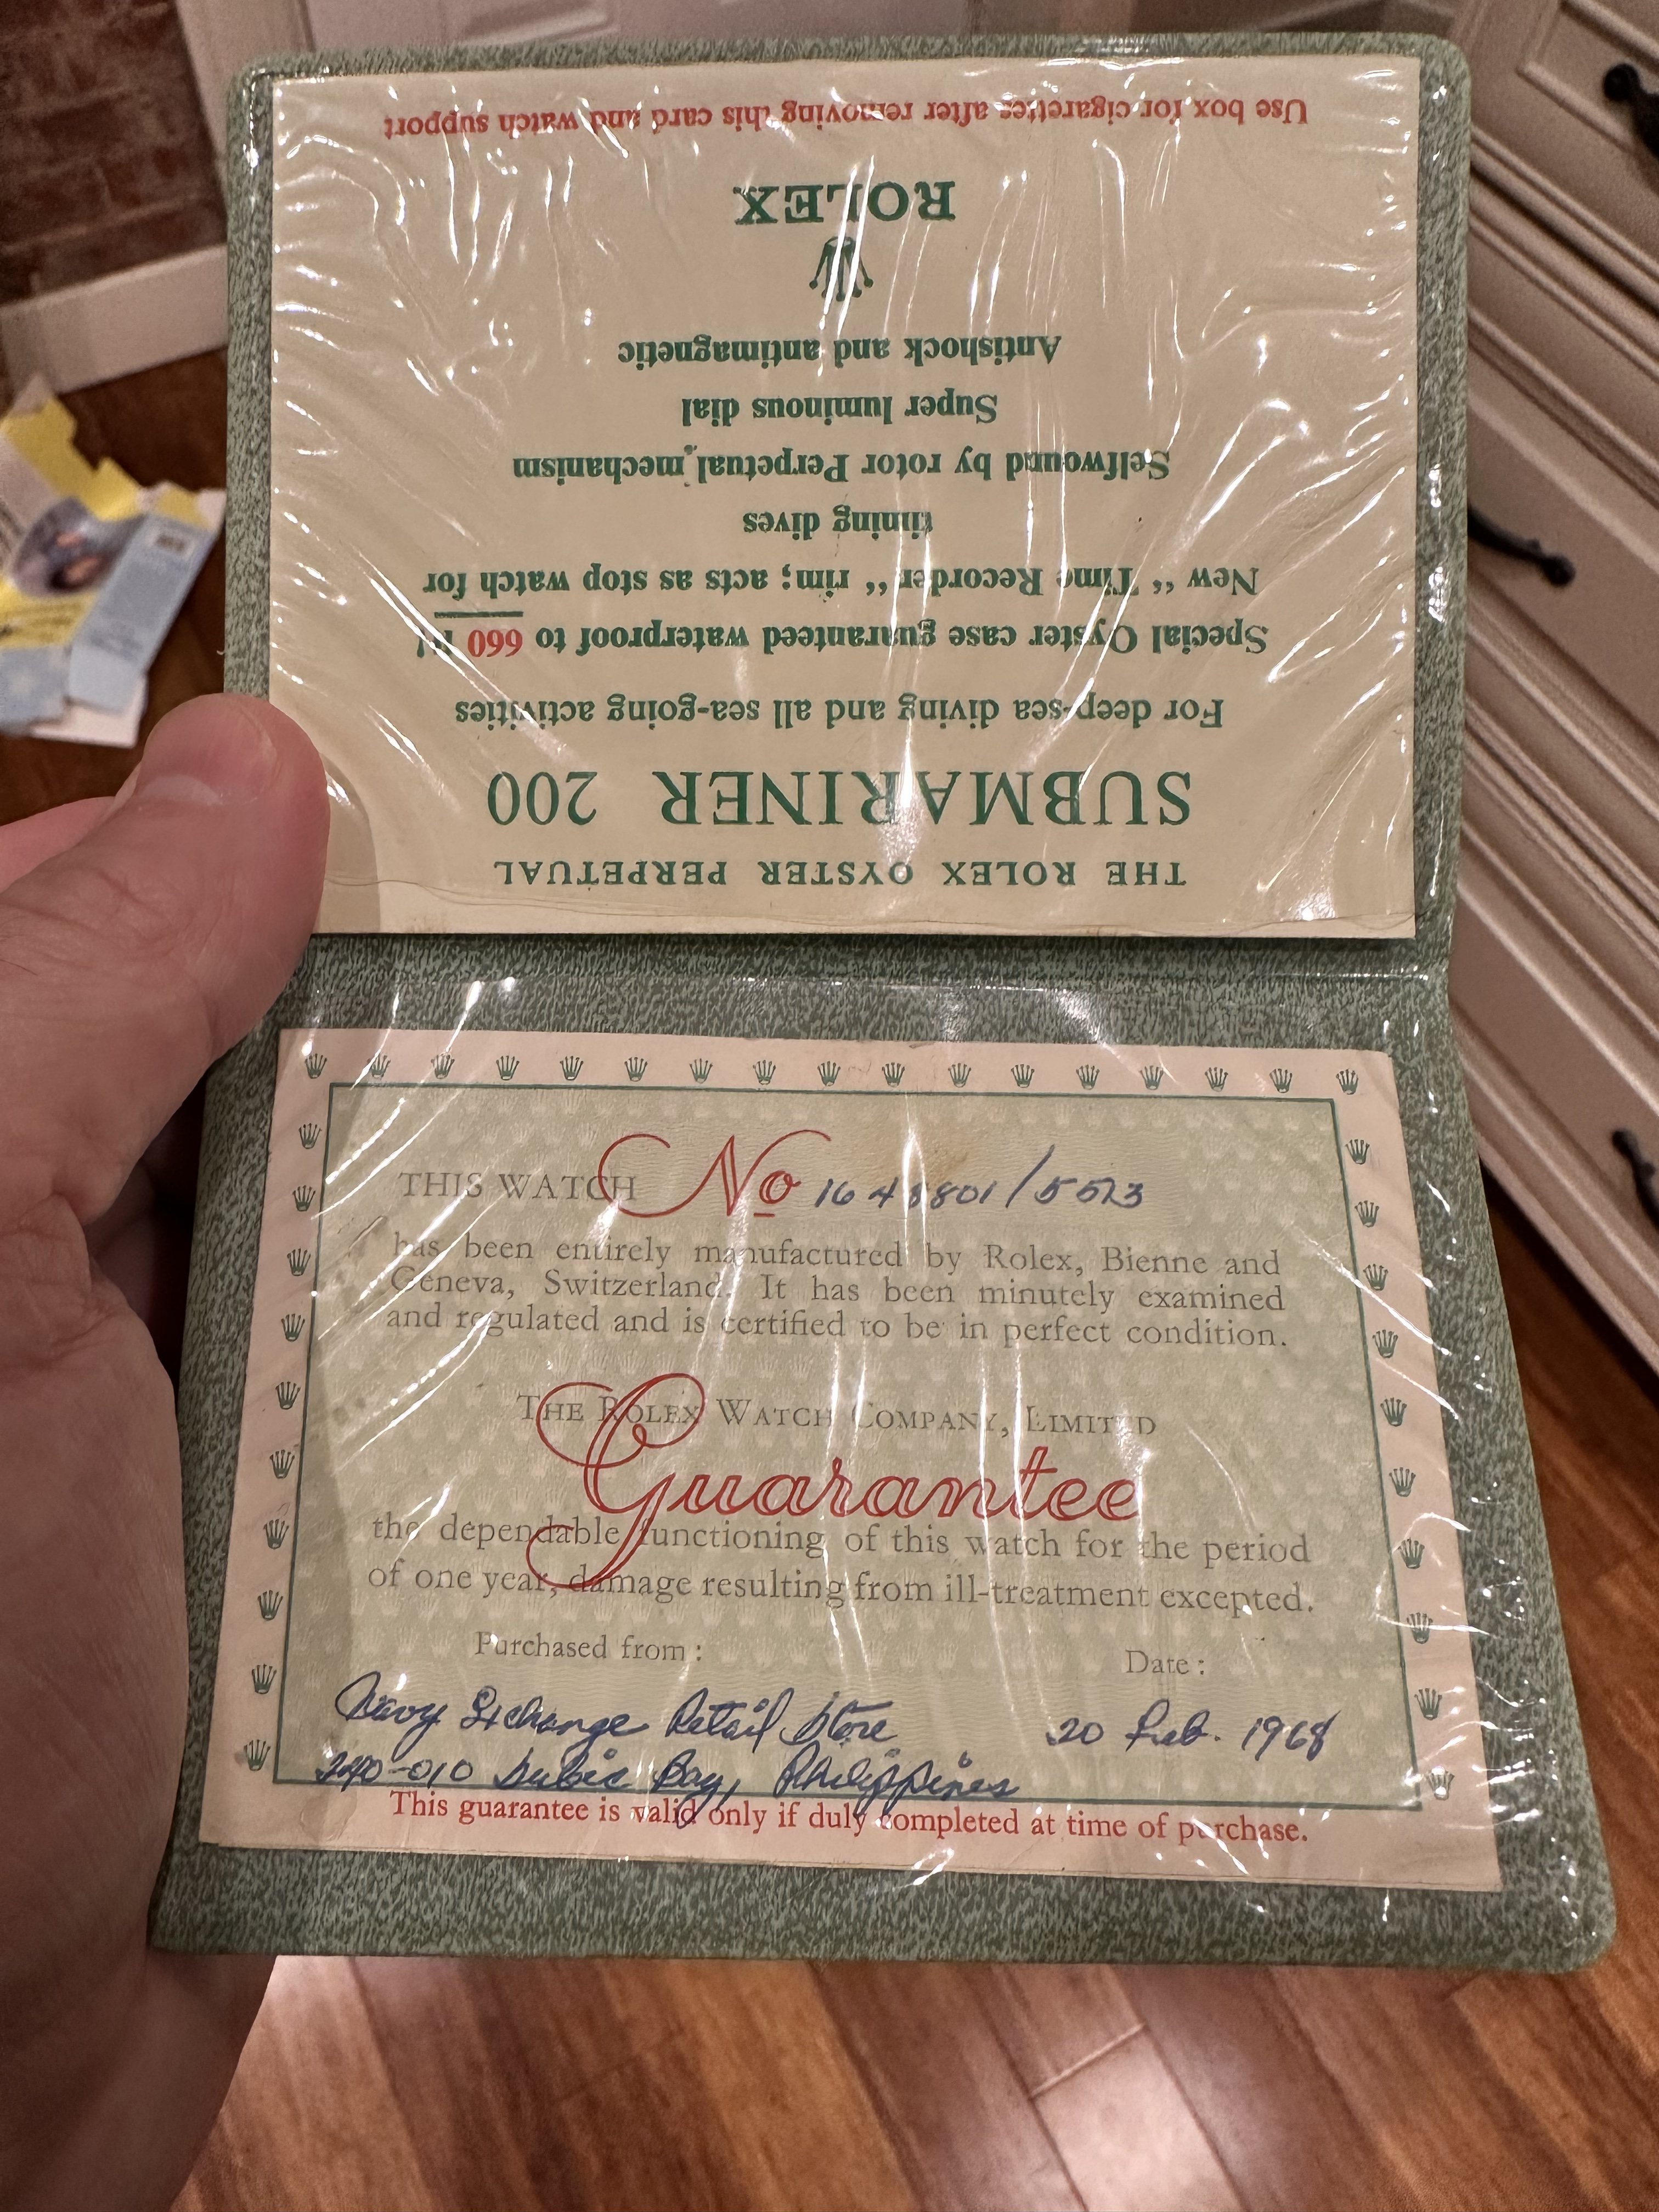 THE ROLEX OYSTER PERPETUAL
SUBMARINER 200
For deep-sea diving and all sea-going activities
Special Oyster case guaranteed waterproof to 660 ft!
New “Time Recorder“ rim; acts as stop watch for
timing dives
Selfwound by rotor Perpetual mechanism
Super luminous dial
Antishock and antimagnetic
ROLEX
Use box for cigarettes after removing this card and watch support
THIS WATCH No 1648801/5513
has been entirely manufactured by Rolex, Bienne and
Geneva, Switzerland. It has been minutely examined
and regulated and is certified to be in perfect condition.
THE ROLEX WATCH COMPANY, LIMITED
Guarantee
the dependable functioning of this watch for the period
of one year, damage resulting from ill-treatment excepted.
Purchased from: Date:
Navy Exchange Retail Store 20 Feb. 1968
Subic Bay, Philippines
This guarantee is valid only if duly completed at time of purchase.